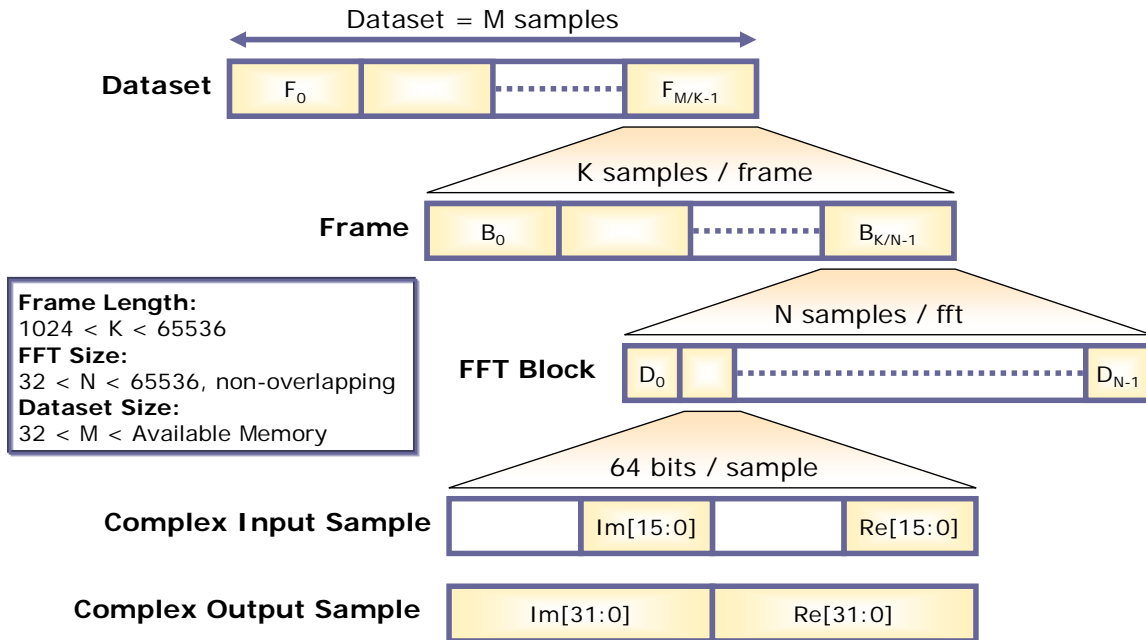 Dataset = M samples
Dataset
F0
FM/K-1
K samples / frame
Frame
B0
BK/N-1
Frame Length:
1024 < K < 65536
FFT Size:
32 < N < 65536, non-overlapping
Dataset Size:
32 < M < Available Memory
N samples / fft
FFT Block
D0
DN-1
64 bits / sample
Complex Input Sample
Im[15:0]
Re[15:0]
Complex Output Sample
Im[31:0]
Re[31:0]